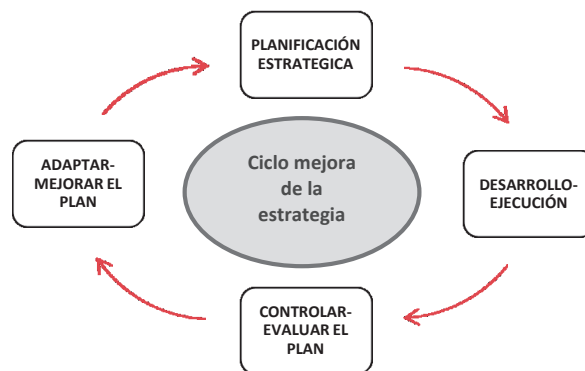 PLANIFICACIÓN
ESTRATEGICA
Ciclo mejora
de la
estrategia
ADAPTAR-
MEJORAR EL
PLAN
DESARROLLO-
EJECUCIÓN
CONTROLAR-
EVALUAR EL
PLAN